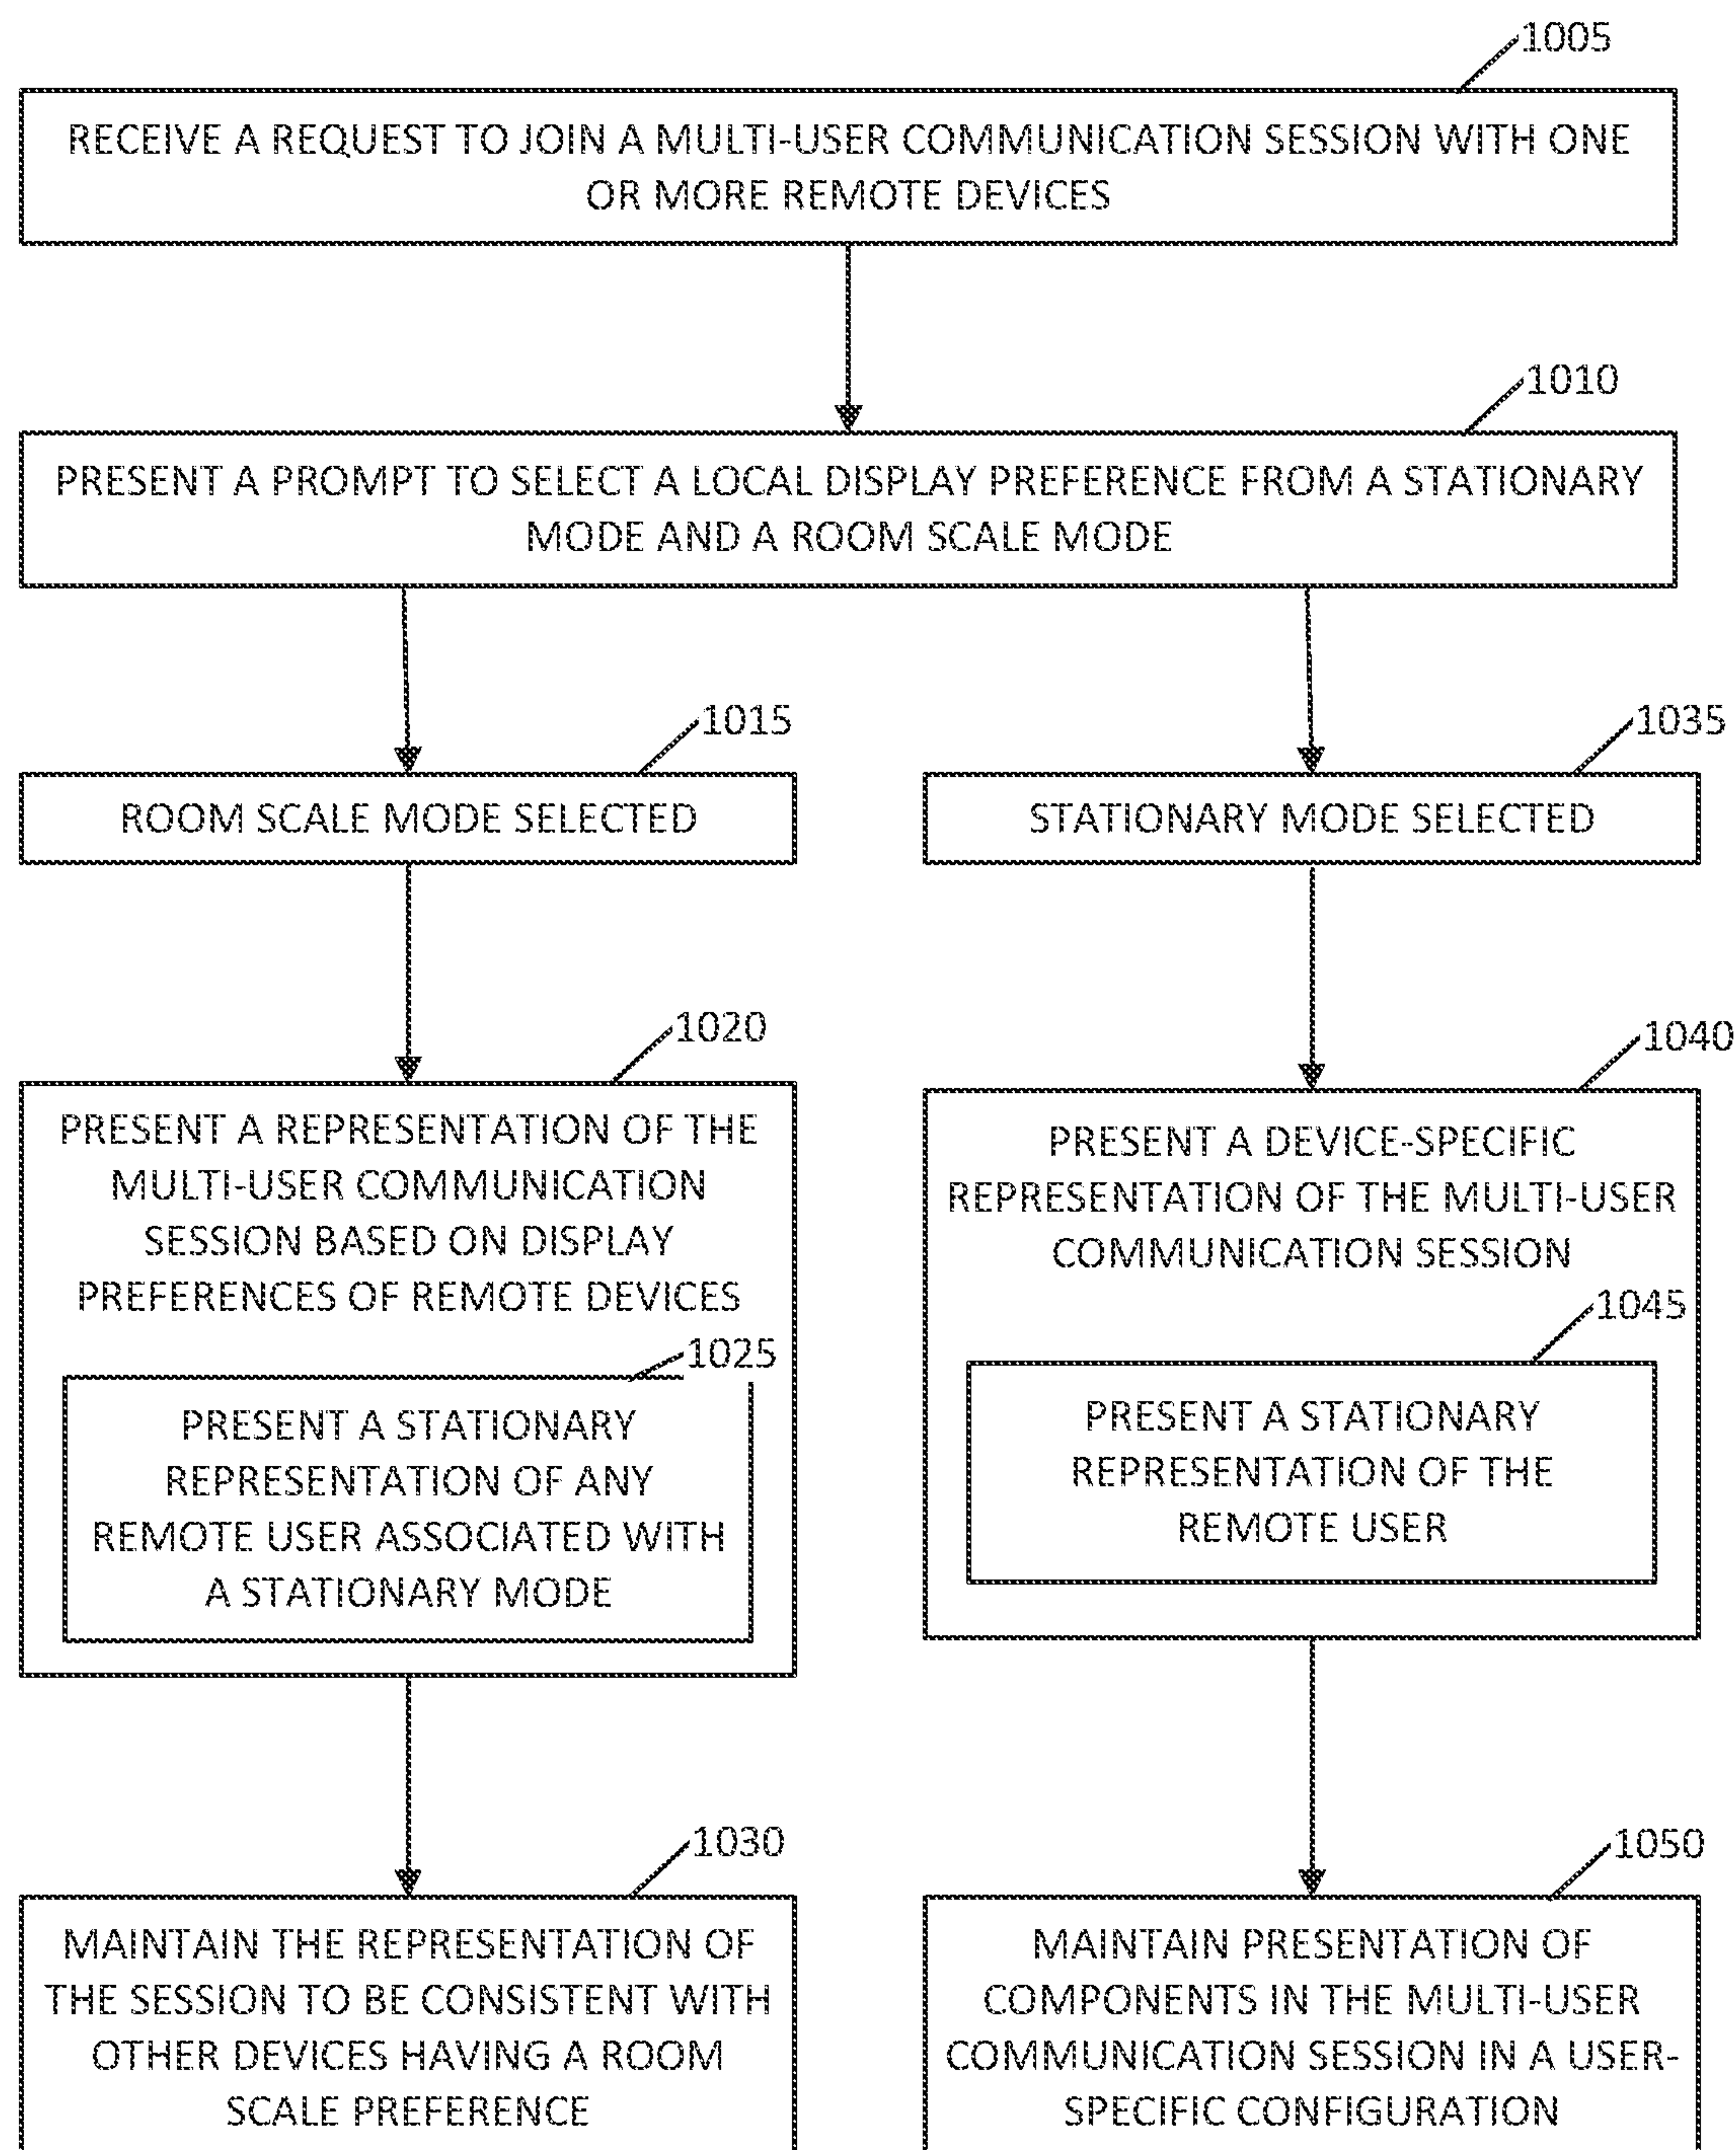 1005
RECEIVE A REQUEST TO JOIN A MULTI-USER COMMUNICATION SESSION WITH ONE
OR MORE REMOTE DEVICES
1010
PRESENT A PROMPT TO SELECT A LOCAL DISPLAY PREFERENCE FROM A STATIONARY
MODE AND A ROOM SCALE MODE
1015
ROOM SCALE MODE SELECTED
1020
PRESENT A REPRESENTATION OF THE
MULTI-USER COMMUNICATION
SESSION BASED ON DISPLAY
PREFERENCES OF REMOTE DEVICES
1025
PRESENT A STATIONARY
REPRESENTATION OF ANY
REMOTE USER ASSOCIATED WITH
A STATIONARY MODE
1030
MAINTAIN THE REPRESENTATION OF
THE SESSION TO BE CONSISTENT WITH
OTHER DEVICES HAVING A ROOM
SCALE PREFERENCE
1035
STATIONARY MODE SELECTED
1040
PRESENT A DEVICE-SPECIFIC
REPRESENTATION OF THE MULTI-USER
COMMUNICATION SESSION
1045
PRESENT A STATIONARY
REPRESENTATION OF THE
REMOTE USER
1050
MAINTAIN PRESENTATION OF
COMPONENTS IN THE MULTI-USER
COMMUNICATION SESSION IN A USER-
SPECIFIC CONFIGURATION